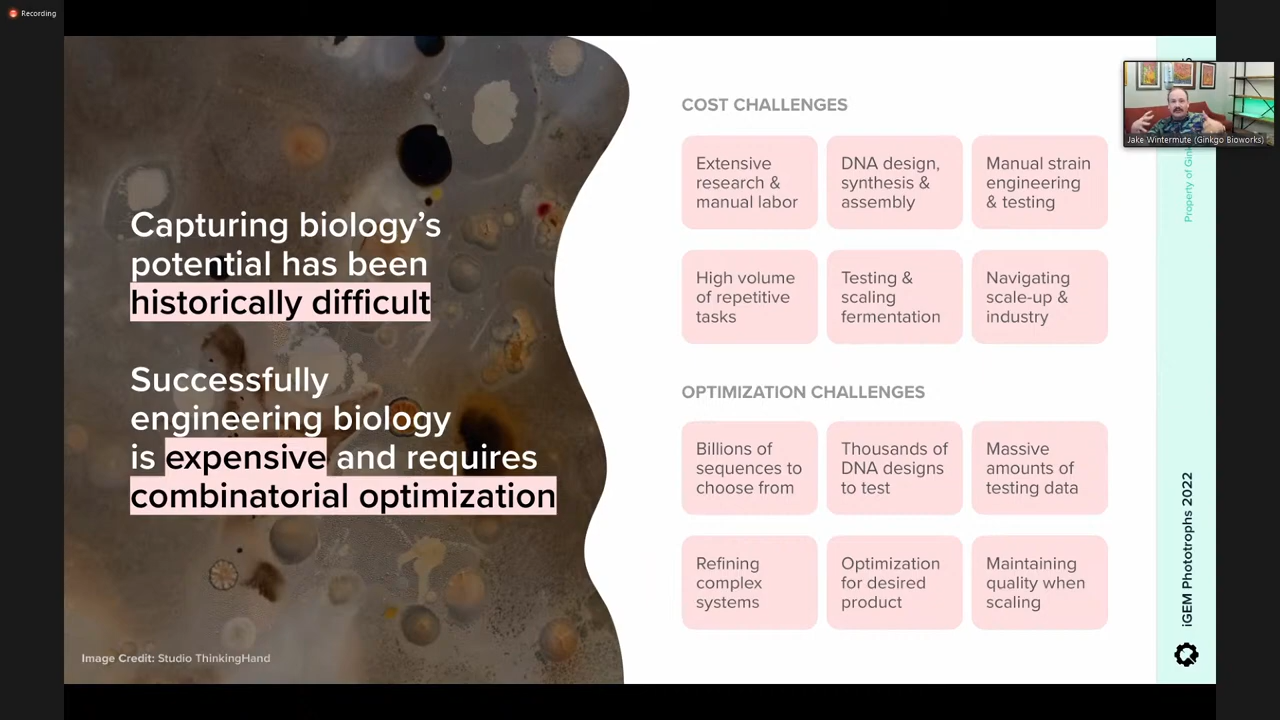 Recording
Capturing biology's
potential has been
historically difficult
Successfully
engineering biology
is expensive and requires
combinatorial optimization
Image Credit: Studio ThinkingHand
COST CHALLENGES
Extensive
research &
manual labor
DNA design,
synthesis &
assembly
Manual strain
engineering
& testing
High volume
of repetitive
tasks
Testing &
scaling
fermentation
Navigating
scale-up &
industry
OPTIMIZATION CHALLENGES
Billions of
sequences to
choose from
Thousands of
DNA designs
to test
Massive
amounts of
testing data
Refining
complex
systems
Optimization
for desired
product
Maintaining
quality when
scaling
Jake Wintermute (Ginkgo Bioworks)
Property of
iGEM Phototrophs 2022